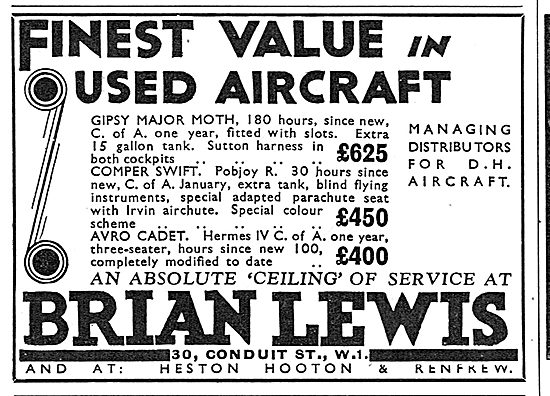 FINEST VALUE IN
USED AIRCRAFT
GIPSY MAJOR MOTH, 180 hours, since new,
C. of A. one year, fitted with slots. Extra
15 gallon tank. Sutton harness in
both cockpits .. .. .. .. £625
COMPER SWIFT. Pobjoy R. 30 hours since
new, C. of A. January, extra tank, blind flying
instruments, special adapted parachute seat
with Irvin airchute. Special colour
scheme .. .. .. .. .. £450
AVRO CADET. Hermes IV C. of A. one year,
three-seater, hours since new 100,
completely modified to date .. £400
MANAGING
DISTRIBUTORS
FOR D.H.
AIRCRAFT.
AN ABSOLUTE 'CEILING' OF SERVICE AT
BRIAN LEWIS
30, CONDUIT ST., W.1.
AND AT: HESTON HOOTON & RENFREW.